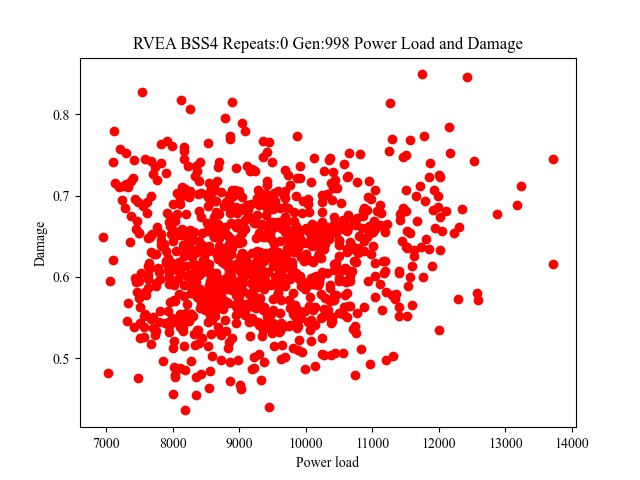 RVEA BSS4 Repeats:0 Gen:998 Power Load and Damage
0.8
0.7
0.6
0.5
Damage
7000 8000 9000 10000 11000 12000 13000 14000
Power load